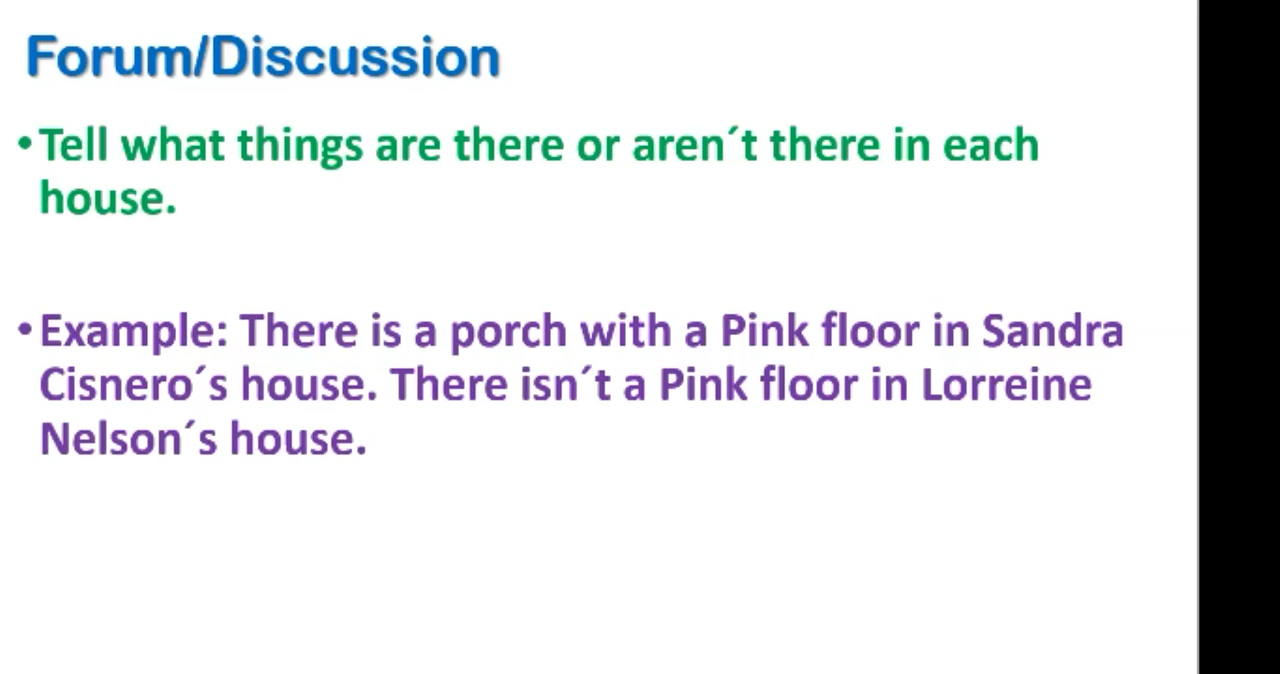 Forum/Discussion
•Tell what things are there or aren´t there in each
house.
•Example: There is a porch with a Pink floor in Sandra
Cisnero´s house. There isn´t a Pink floor in Lorreine
Nelson´s house.